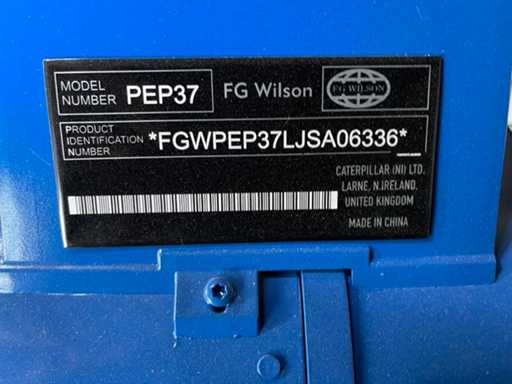 MODEL NUMBER PEP37
FG Wilson
FG WILSON
PRODUCT IDENTIFICATION NUMBER *FGWPEP37LJSA06336*
CATERPILLAR (NI) LTD.
LARNE, N.IRELAND,
UNITED KINGDOM
MADE IN CHINA